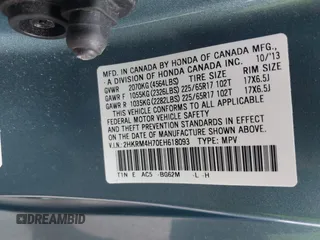 MFD. IN CANADA BY HONDA OF CANADA MFG.,
-A DIVISION OF HONDA CANADA INC. 10/'13
GVWR 2070KG (4564LBS) TIRE SIZE RIM SIZE
GAWR F 1055KG (2326LBS) 225/65R17 102T 17X6.5J
GAWR R 1035KG (2282LBS) 225/65R17 102T 17X6.5J
THIS VEHICLE CONFORMS TO ALL APPLICABLE
FEDERAL MOTOR VEHICLE SAFETY AND THEFT
PREVENTION STANDARDS IN EFFECT ON THE
DATE OF MANUFACTURE SHOWN ABOVE.
V.I.N.: 2HKRM4H70EH618093 TYPE: MPV
TIN E ACS -BG62M -L -H
DREAMBID